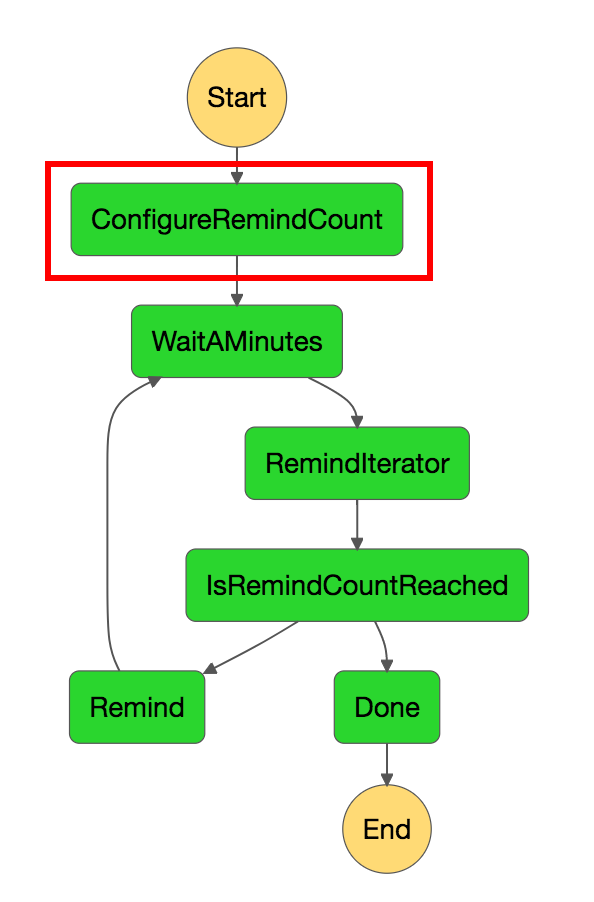 Start
ConfigureRemindCount
WaitAMinutes
RemindIterator
IsRemindCountReached
Remind
Done
End